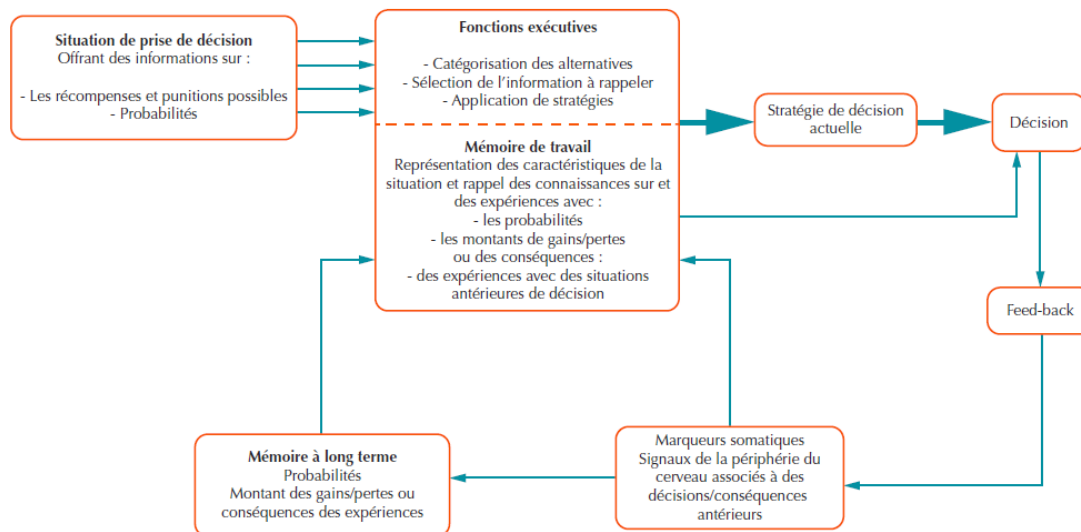 Situation de prise de décision
Offrant des informations sur :
- Les récompenses et punitions possibles
- Probabilités
Fonctions exécutives
- Catégorisation des alternatives
- Sélection de l'information à rappeler
- Application de stratégies
Mémoire de travail
Représentation des caractéristiques de la
situation et rappel des connaissances sur et
des expériences avec :
- les probabilités
- les montants de gains/pertes
ou des conséquences :
- des expériences avec des situations
antérieures de décision
Stratégie de décision
actuelle
Décision
Feed-back
Marqueurs somatiques
Signaux de la périphérie du
cerveau associés à des
décisions/conséquences
antérieurs
Mémoire à long terme
Probabilités
Montant des gains/pertes ou
conséquences des expériences